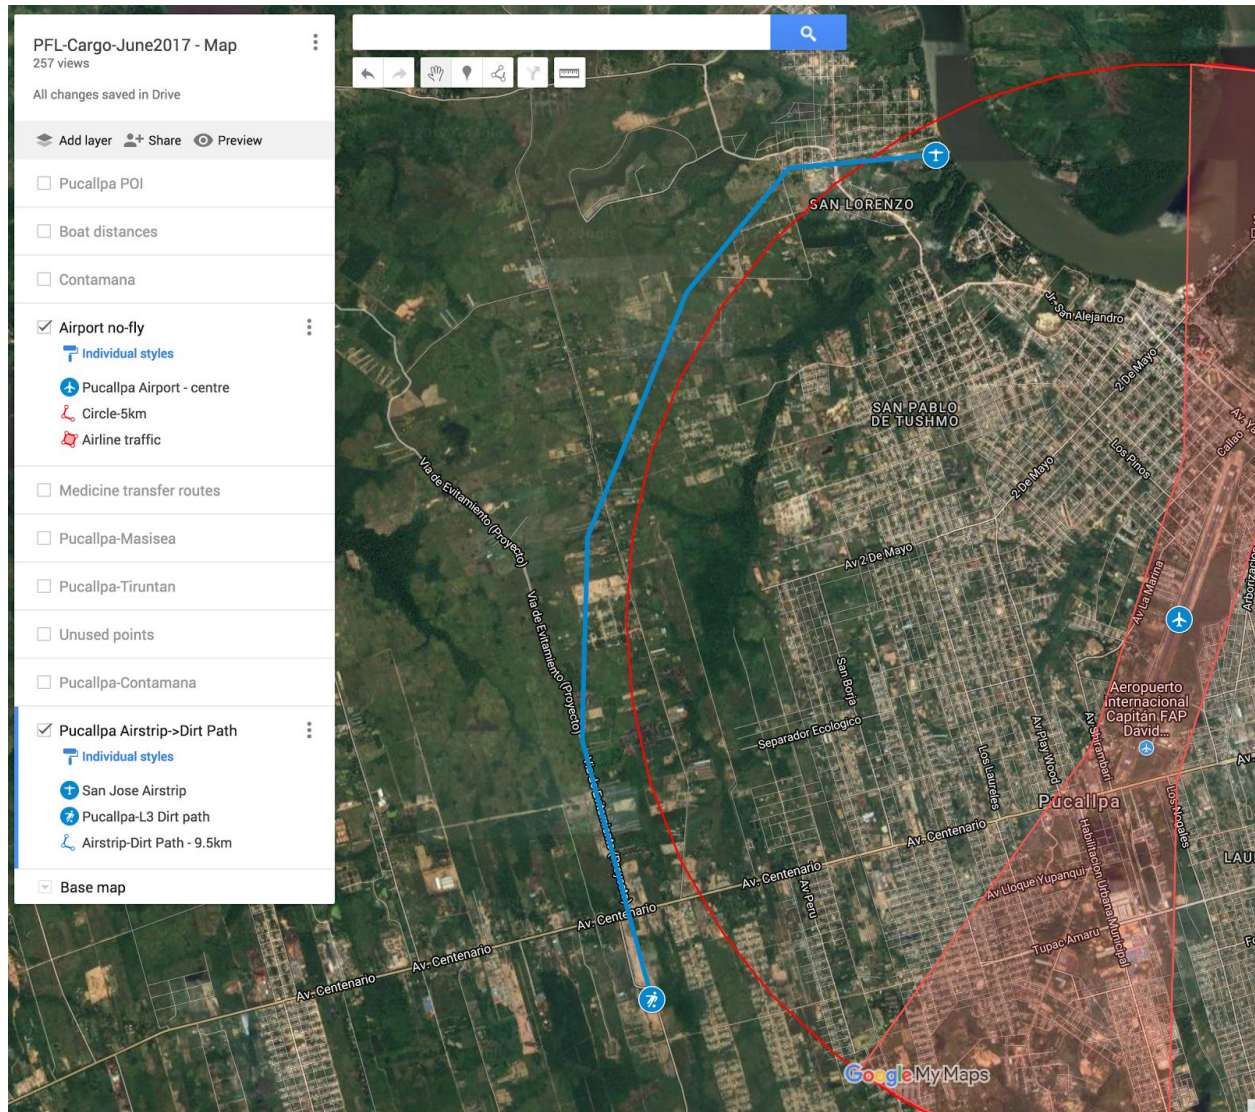 PFL-Cargo-June2017 - Map
257 views
All changes saved in Drive
Add layer
Share
Preview
Pucallpa POI
Boat distances
Contamana
Airport no-fly
Individual styles
Pucallpa Airport - centre
Circle-5km
Airline traffic
Medicine transfer routes
Pucallpa-Masisea
Pucallpa-Tiruntan
Unused points
Pucallpa-Contamana
Pucallpa Airstrip->Dirt Path
Individual styles
San Jose Airstrip
Pucallpa-L3 Dirt path
Airstrip-Dirt Path - 9.5km
Base map
SAN LORENZO
Jr. San Alejandro
2 De Mayo
SAN PABLO
DE TUSHMO
Callao
Los Pinos
2 De Mayo
Via de Evitamiento (Proyecto)
Av 2 De Mayo
Av La Marina
Via de Evitamiento (Proyecto)
San Borja
Aeropuerto
Internacional
Capitán FAP
David...
Separador Ecologico
Av Play Wood
Av Shirambari
Los Laureles
Pucallpa
Los Nogales
Av. Centenario
Av. Centenario
Av. Centenario
Av. Centenario
Av. Centenario
Av Peru
Av Lloque Yupanqui
Habilitacion Urbana Municipal
Tupac Amaru
Google My Maps